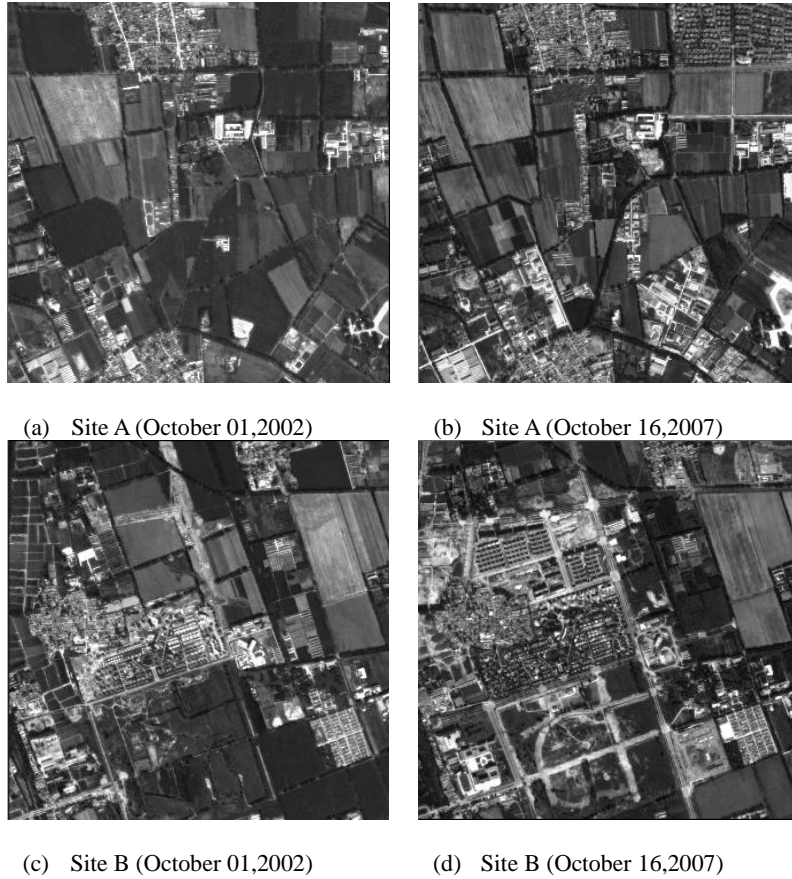 (a) Site A (October 01,2002)
(b) Site A (October 16,2007)
(c) Site B (October 01,2002)
(d) Site B (October 16,2007)